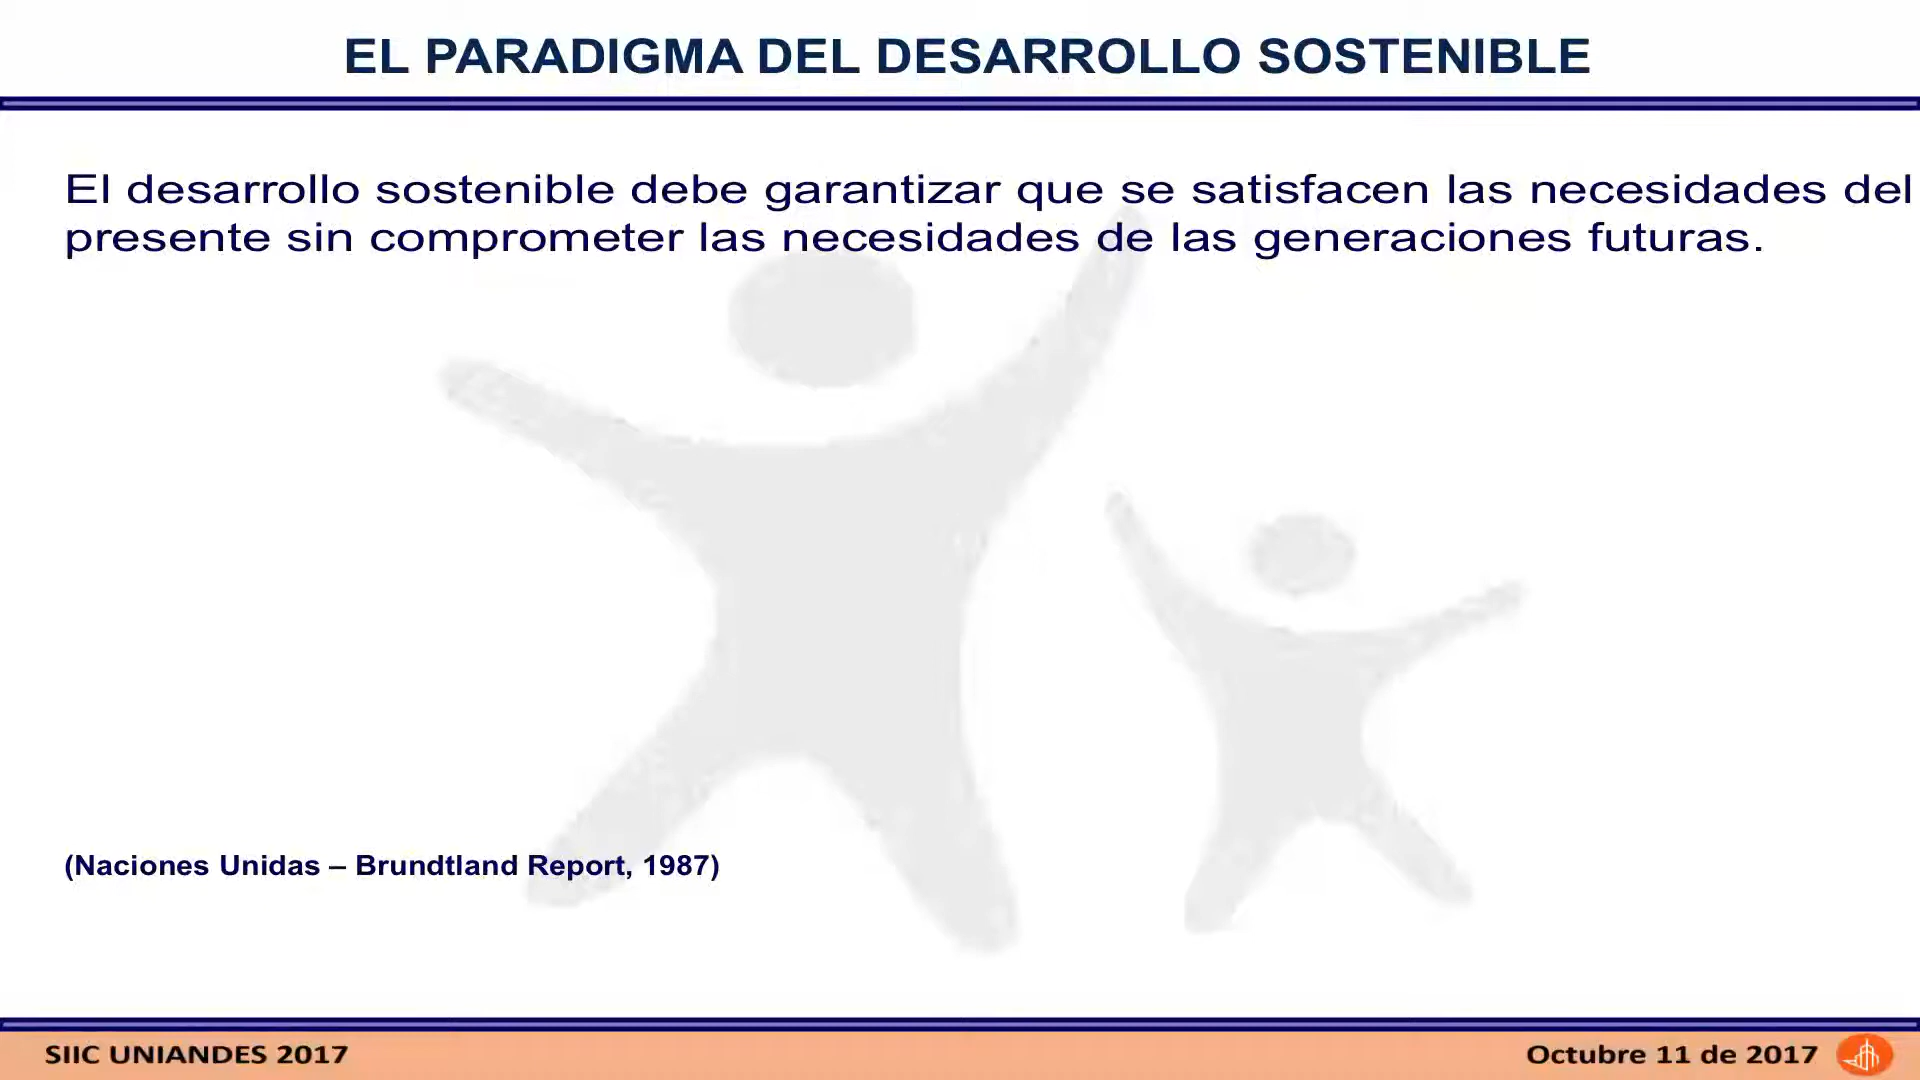 EL PARADIGMA DEL DESARROLLO SOSTENIBLE
El desarrollo sostenible debe garantizar que se satisfacen las necesidades del
presente sin comprometer las necesidades de las generaciones futuras.
(Naciones Unidas – Brundtland Report, 1987)
SIIC UNIANDES 2017
Octubre 11 de 2017